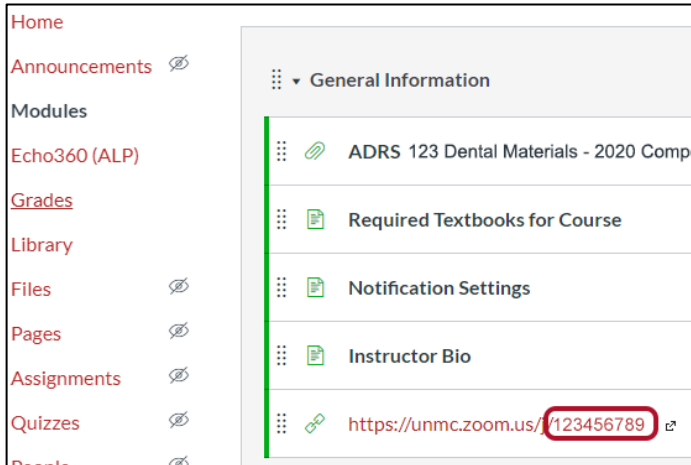 Home
Announcements
Modules
Echo360 (ALP)
Grades
Library
Files
Pages
Assignments
Quizzes
People
General Information
ADRS 123 Dental Materials - 2020
Required Textbooks for Course
Notification Settings
Instructor Bio
https://unmc.zoom.us/j/123456789